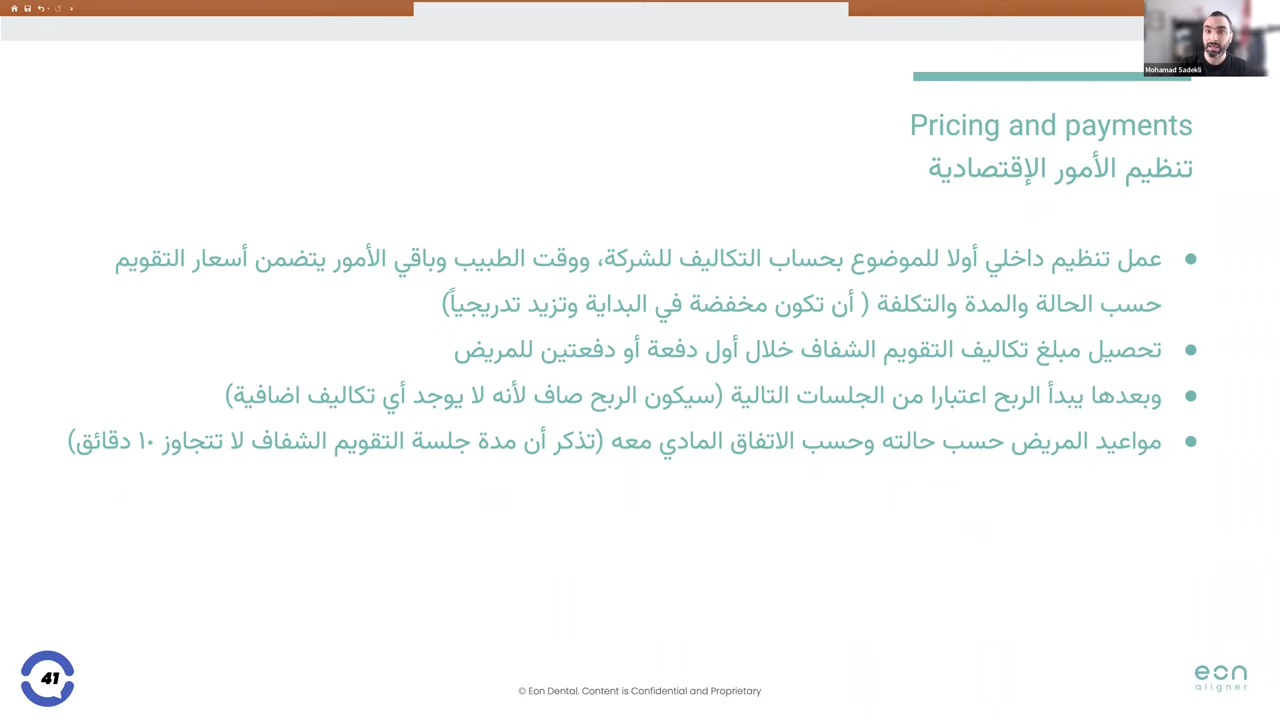 Mohamad Sadekli
Pricing and payments
تنظيم الأمور الإقتصادية
● عمل تنظيم داخلي أولا للموضوع بحساب التكاليف للشركة، ووقت الطبيب وباقي الأمور يتضمن أسعار التقويم
حسب الحالة والمدة والتكلفة ( أن تكون مخفضة في البداية وتزيد تدريجياً)
● تحصيل مبلغ تكاليف التقويم الشفاف خلال أول دفعة أو دفعتين للمريض
● وبعدها يبدأ الربح اعتبارا من الجلسات التالية (سيكون الربح صاف لأنه لا يوجد أي تكاليف اضافية)
● مواعيد المريض حسب حالته وحسب الاتفاق المادي معه (تذكر أن مدة جلسة التقويم الشفاف لا تتجاوز ١٠ دقائق)
41
© Eon Dental. Content is Confidential and Proprietary
eon
aligner